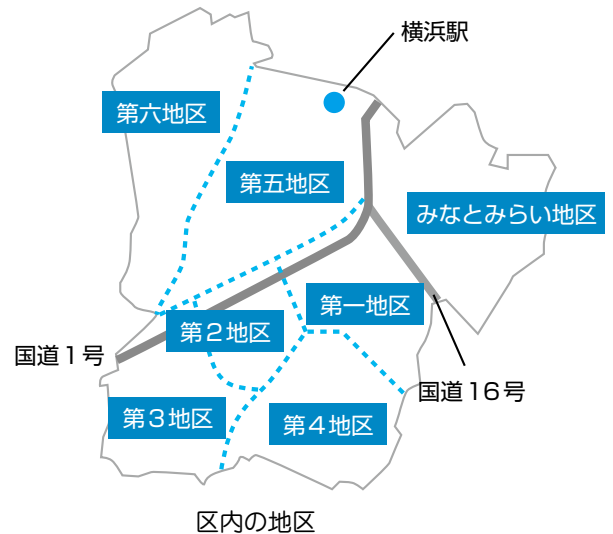 横浜駅
第六地区
第五地区
みなとみらい地区
第一地区
第２地区
国道１号
国道16号
第３地区
第４地区
区内の地区